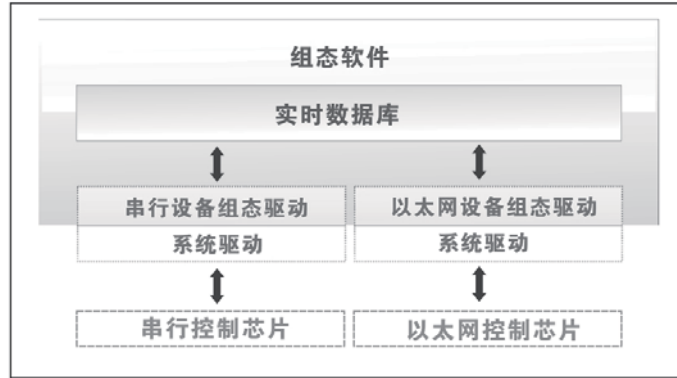 组态软件
实时数据库
串行设备组态驱动
以太网设备组态驱动
系统驱动
系统驱动
串行控制芯片
以太网控制芯片